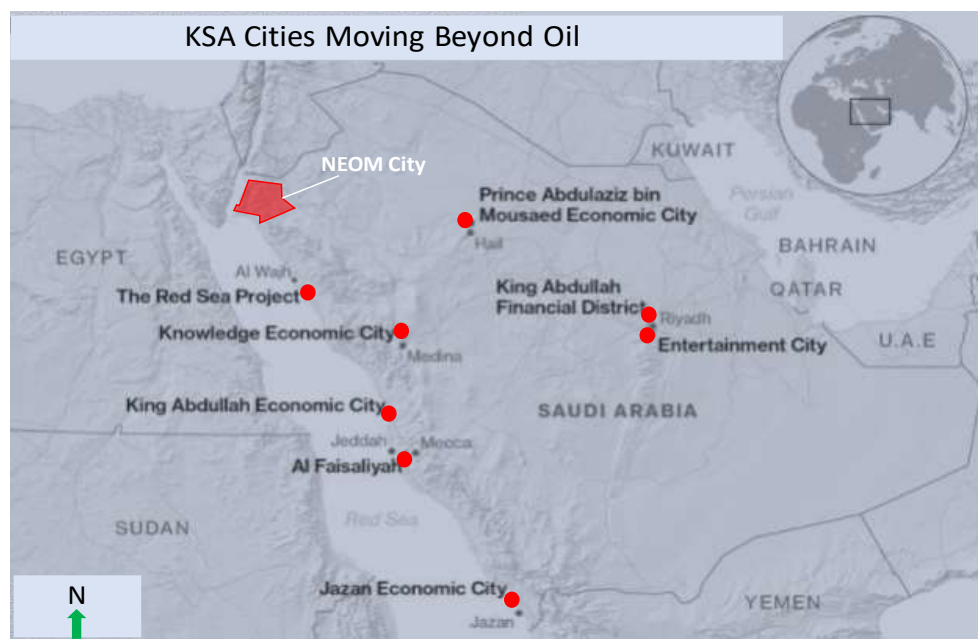 KSA Cities Moving Beyond Oil
NEOM City
KUWAIT
Prince Abdulaziz bin
Mousaed Economic City
Persian
Gulf
Hail
EGYPT
BAHRAIN
Al Wajh
The Red Sea Project
King Abdullah
Financial District
QATAR
Riyadh
Knowledge Economic City
Medina
Entertainment City
U.A.E
King Abdullah Economic City
SAUDI ARABIA
Jeddah
Mecca
Al Faisaliyah
Red Sea
SUDAN
Jazan Economic City
Jazan
YEMEN
N